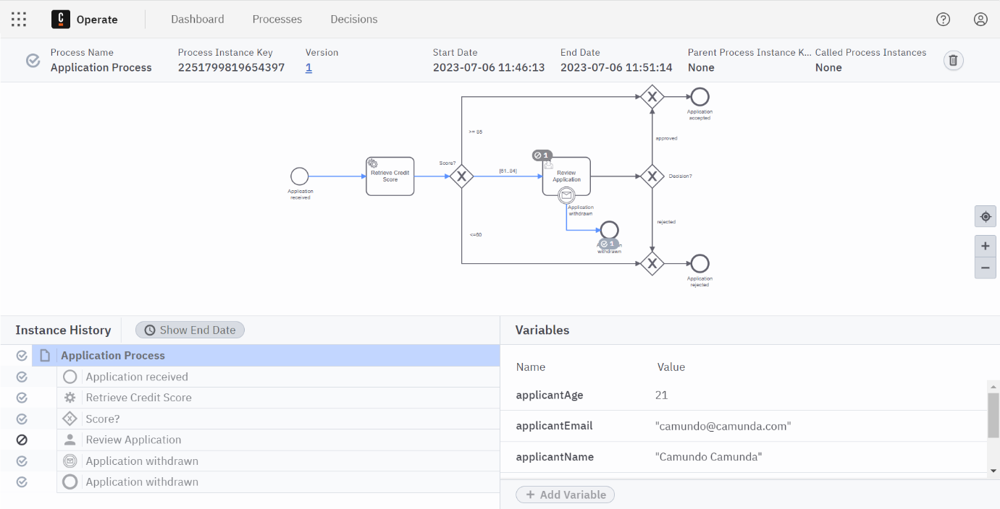 Operate
Dashboard
Processes
Decisions
Process Name
Application Process
Process Instance Key
2251799819654397
Version
1
Start Date
2023-07-06 11:46:13
End Date
2023-07-06 11:51:14
Parent Process Instance K...
None
Called Process Instances
None
Application
accepted
>= 85
approved
Application
received
Retrieve Credit
Score
Score?
[61..84]
1
Review
Application
Decision?
Application
withdrawn
<=60
rejected
1
withdrawn
Application
rejected
Instance History
Show End Date
Application Process
Application received
Retrieve Credit Score
Score?
Review Application
Application withdrawn
Application withdrawn
Variables
Name
Value
applicantAge
21
applicantEmail
"camundo@camunda.com"
applicantName
"Camundo Camunda"
+ Add Variable